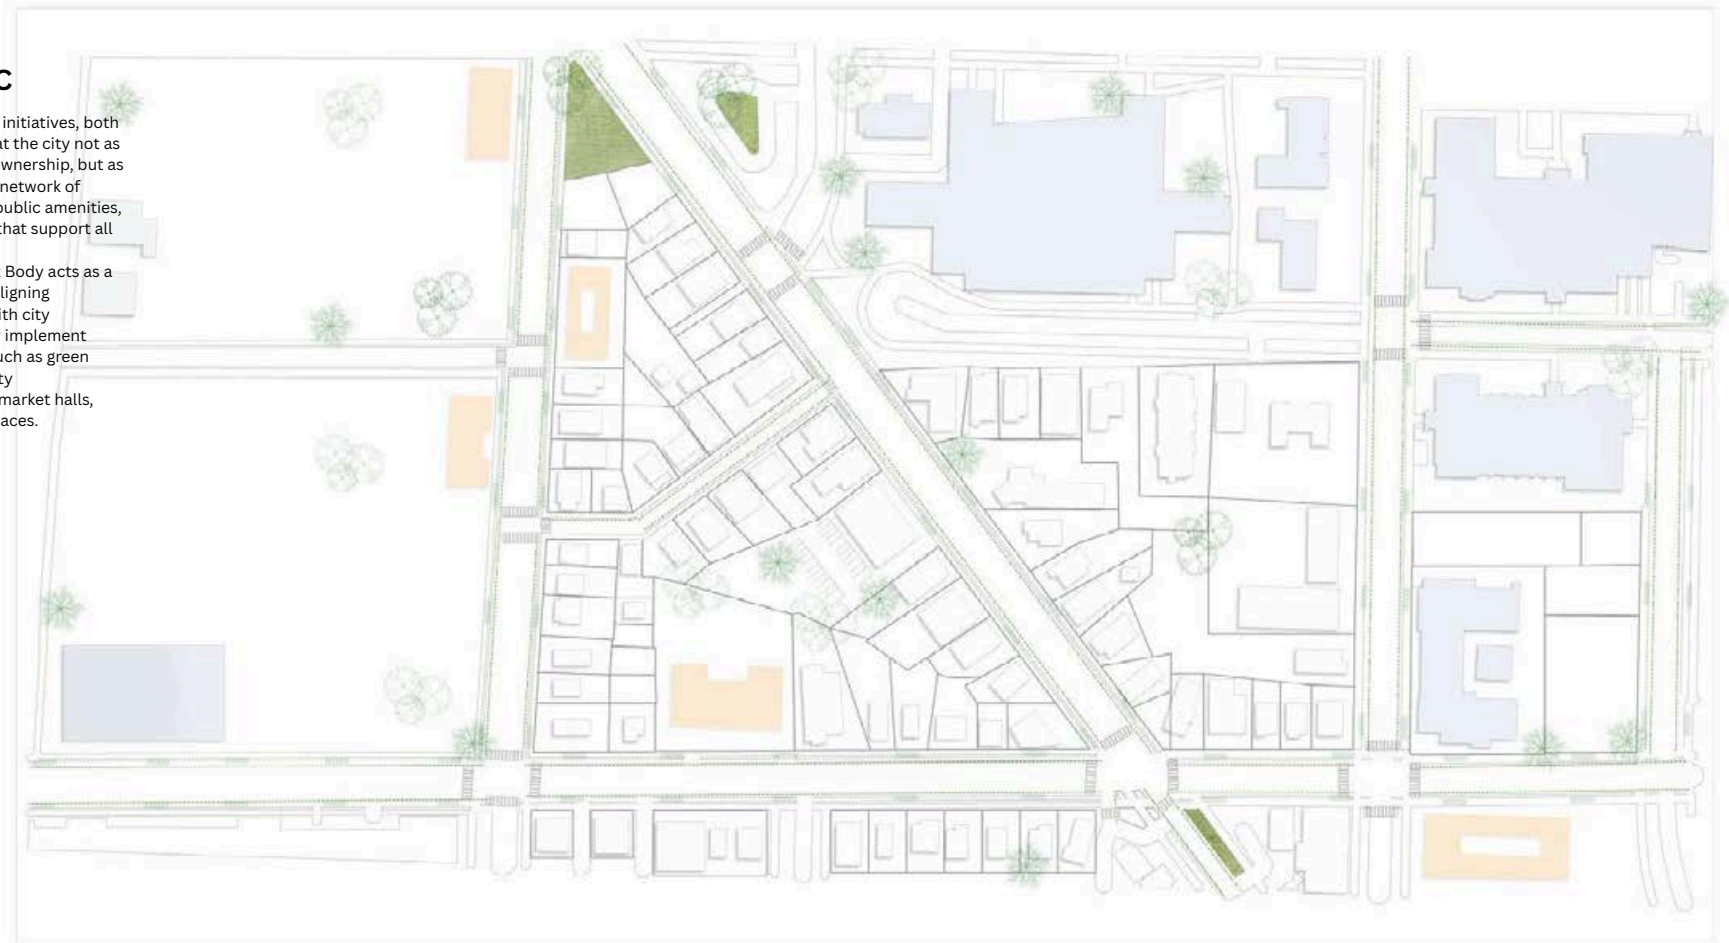 C
initiatives, both
at the city not as
ownership, but as
network of
public amenities,
that support all
Body acts as a
ligning
ith city
implement
uch as green
ty
market halls,
aces.